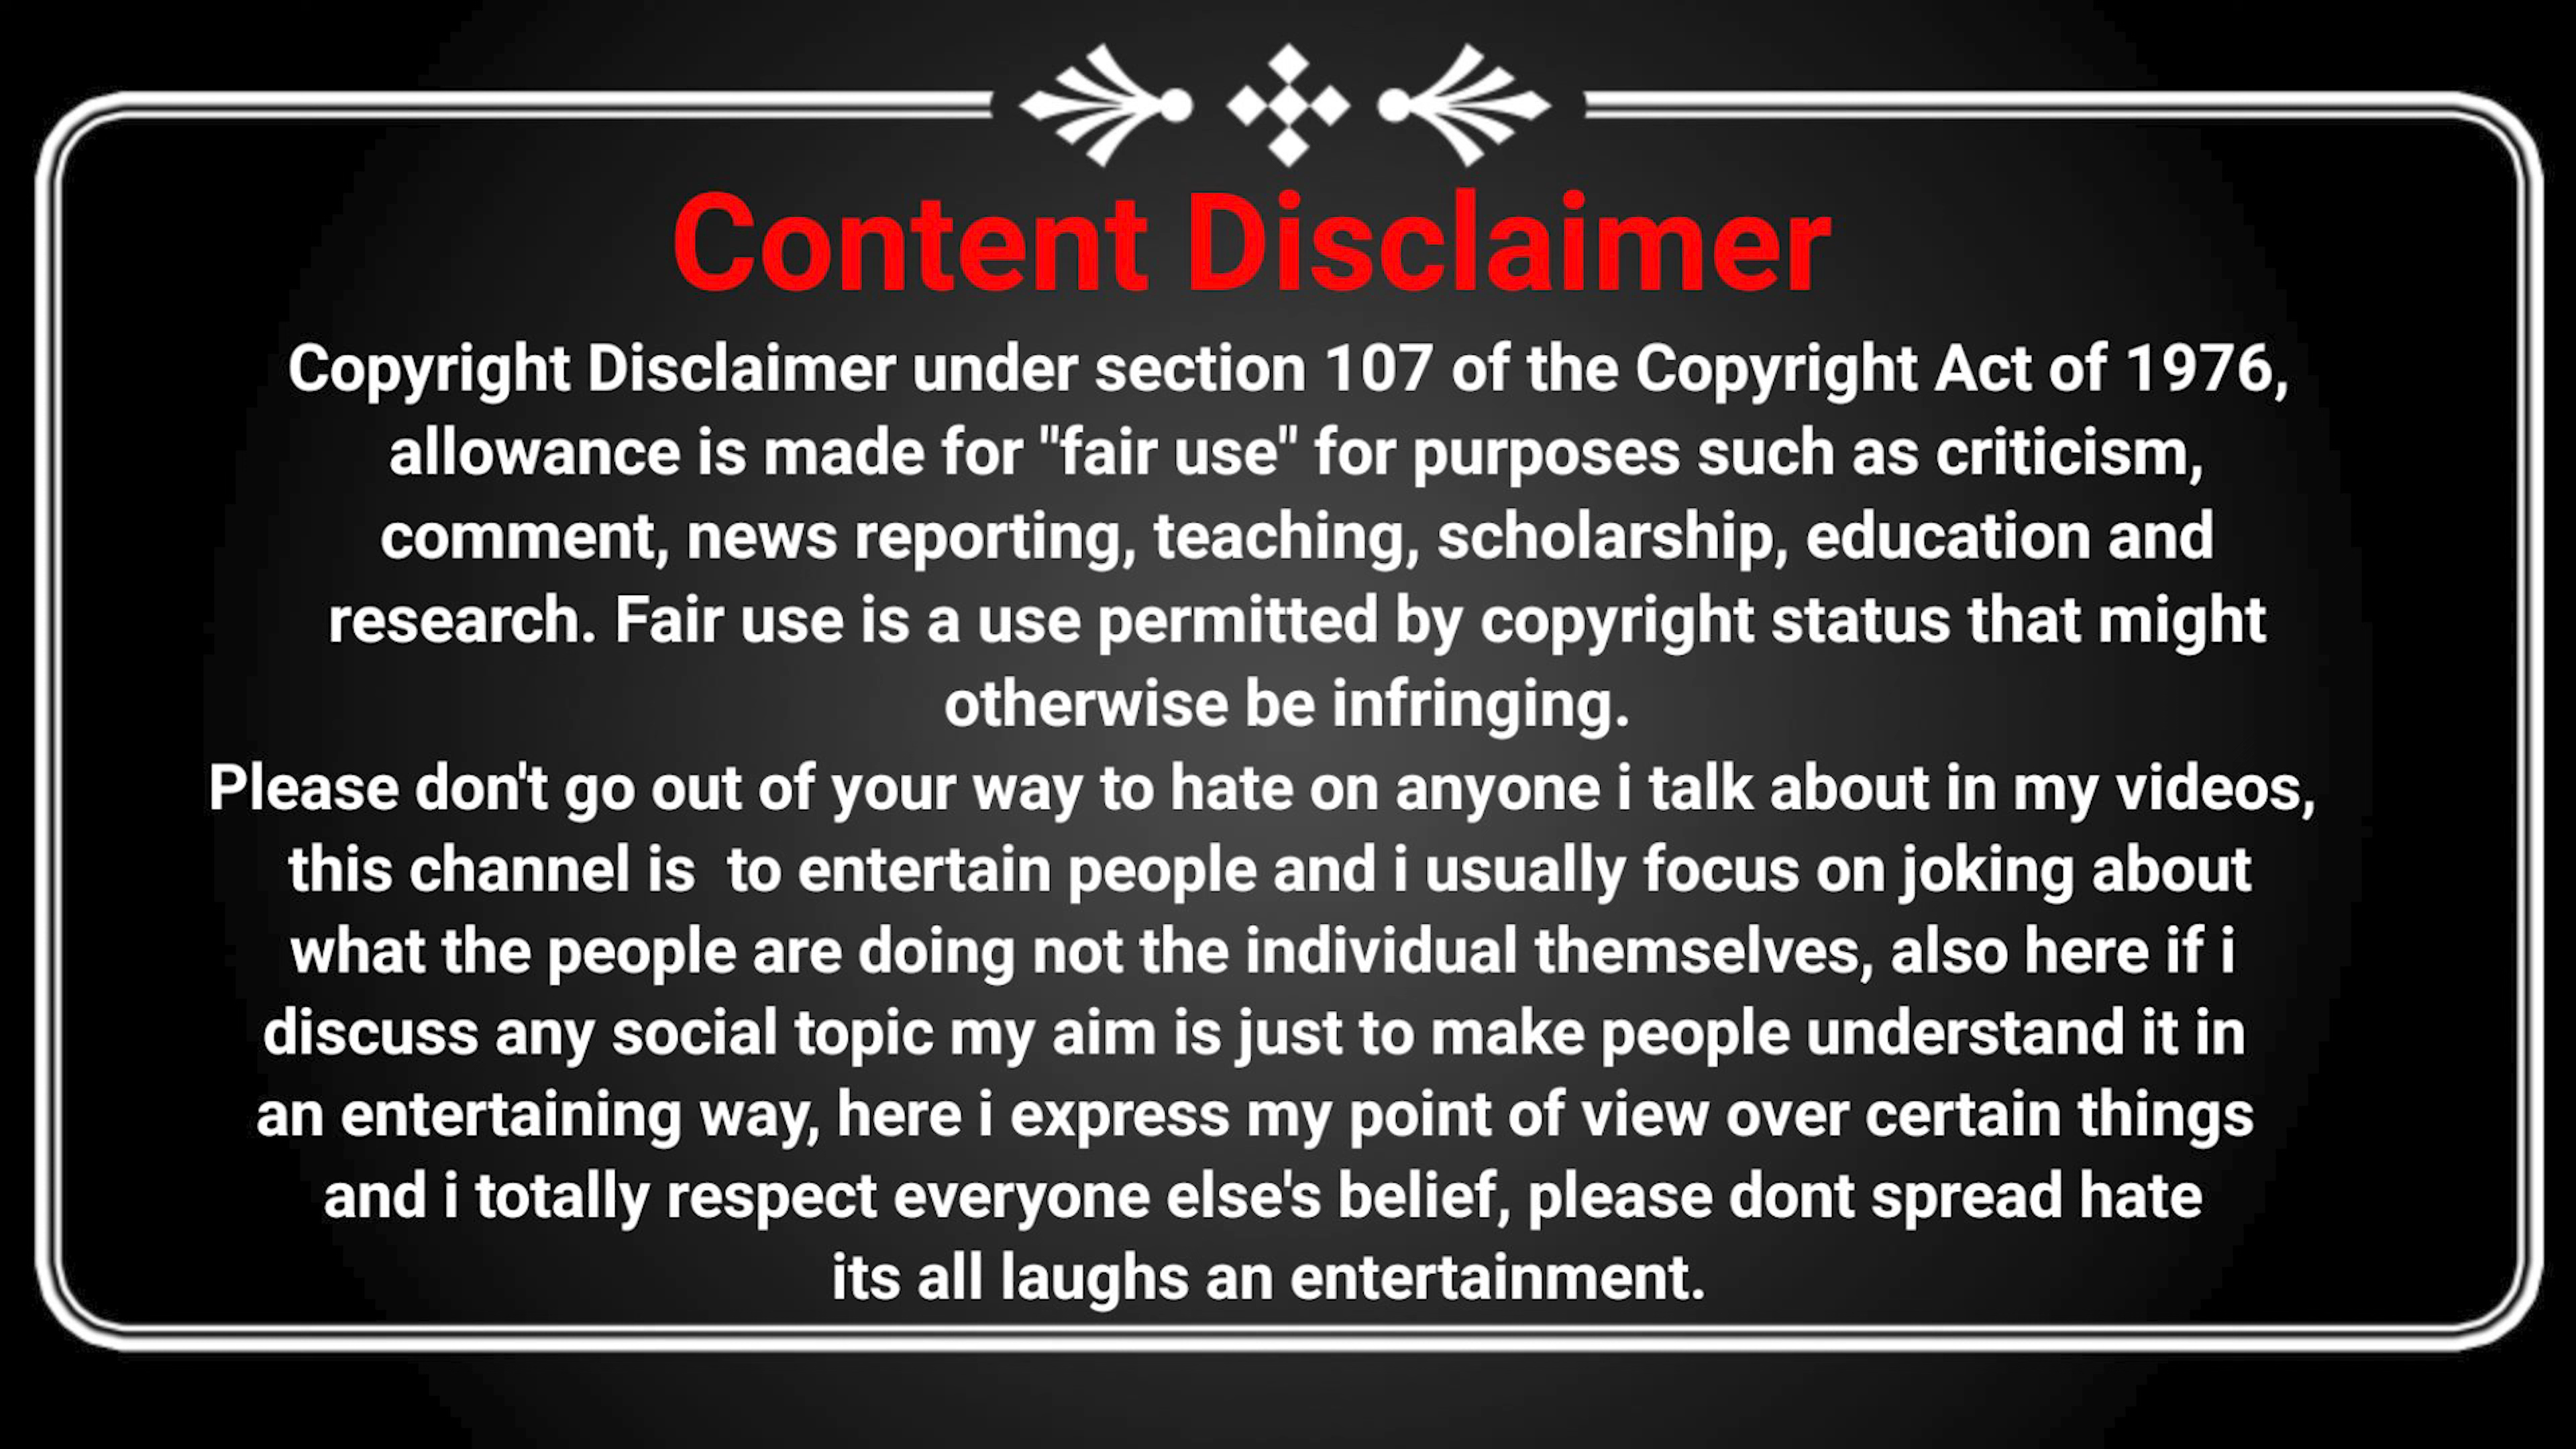 Content Disclaimer
Copyright Disclaimer under section 107 of the Copyright Act of 1976,
allowance is made for "fair use" for purposes such as criticism,
comment, news reporting, teaching, scholarship, education and
research. Fair use is a use permitted by copyright status that might
otherwise be infringing.
Please don't go out of your way to hate on anyone i talk about in my videos,
this channel is  to entertain people and i usually focus on joking about
what the people are doing not the individual themselves, also here if i
discuss any social topic my aim is just to make people understand it in
an entertaining way, here i express my point of view over certain things
and i totally respect everyone else's belief, please dont spread hate
its all laughs an entertainment.